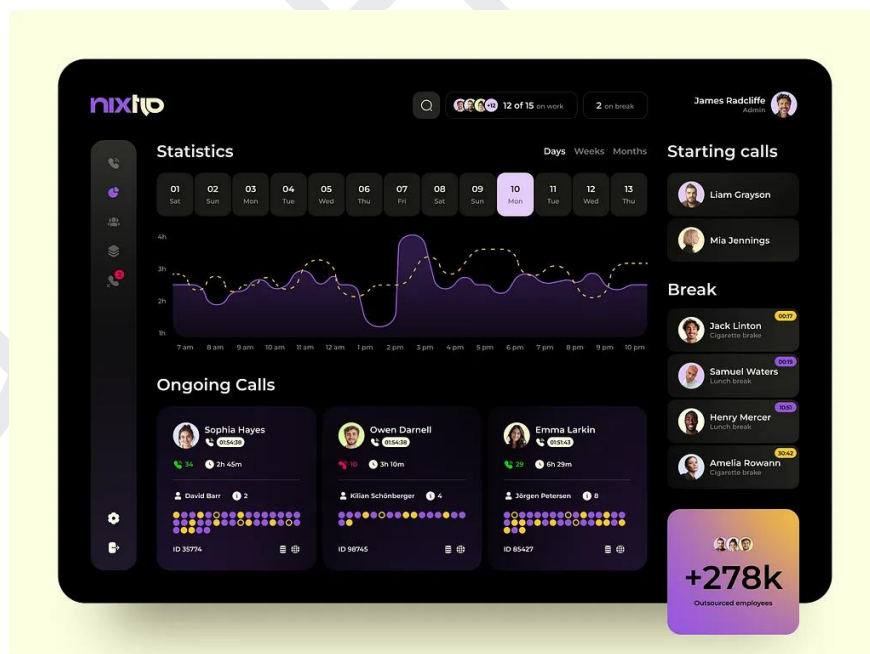 nixtio
+12 12 of 15 on work
2 on break
James Radcliffe
Admin
Statistics
Days Weeks Months
01 02 03 04 05 06 07 08 09 10 11 12 13
Sat Sun Mon Tue Wed Thu Fri Sat Sun Mon Tue Wed Thu
4h
3h
2h
1h
7 am 8 am 9 am 10 am 11 am 12 am 1 pm 2 pm 3 pm 4 pm 5 pm 6 pm 7 pm 8 pm 9 pm 10 pm
2
Ongoing Calls
Sophia Hayes
01:54:38
34 2h 45m
David Barr 2
ID 35774
Owen Darnell
01:54:38
10 3h 10m
Kilian Schönberger 4
ID 98745
Emma Larkin
01:51:43
29 6h 29m
Jörgen Petersen 8
ID 85427
Starting calls
Liam Grayson
Mia Jennings
Break
00:17
Jack Linton
Cigarette brake
00:19
Samuel Waters
Lunch break
10:51
Henry Mercer
Lunch break
30:42
Amelia Rowann
Cigarette brake
+278k
Outsourced employees